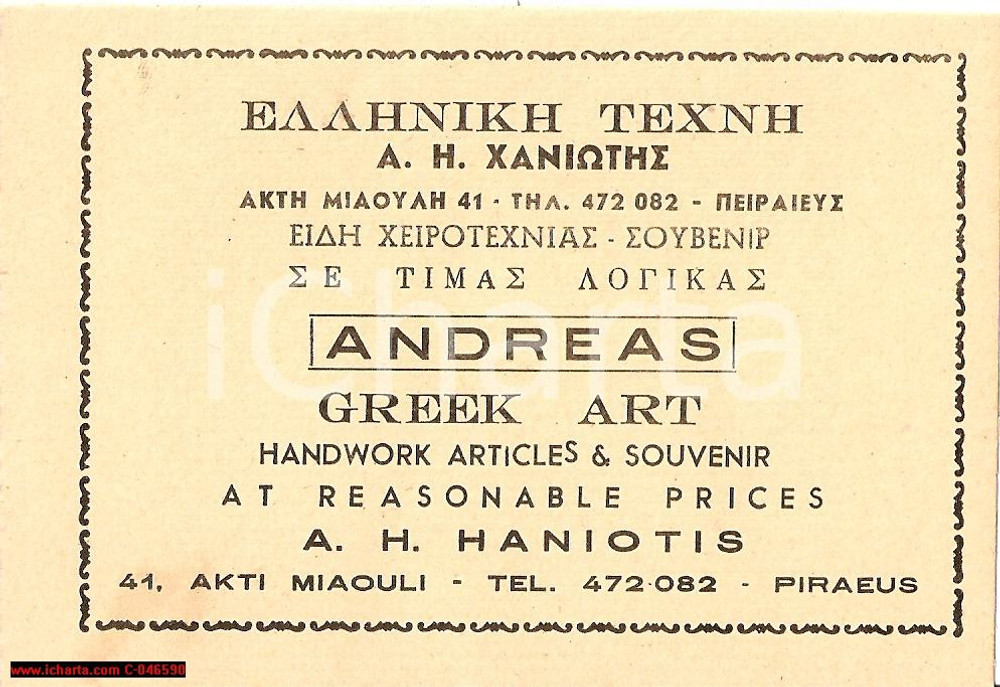 ΕΛΛΗΝΙΚΗ ΤΕΧΝΗ
Α. Η. ΧΑΝΙΩΤΗΣ
ΑΚΤΗ ΜΙΑΟΥΛΗ 41 - ΤΗΛ. 472 082 - ΠΕΙΡΑΙΕΥΣ
ΕΙΔΗ ΧΕΙΡΟΤΕΧΝΙΑΣ - ΣΟΥΒΕΝΙΡ
ΣΕ ΤΙΜΑΣ ΛΟΓΙΚΑΣ
ANDREAS
GREEK ART
HANDWORK ARTICLES & SOUVENIR
AT REASONABLE PRICES
A. H. HANIOTIS
41, AKTI MIAOULI - TEL. 472-082 - PIRAEUS
iCharta
www.icharta.com C-046590